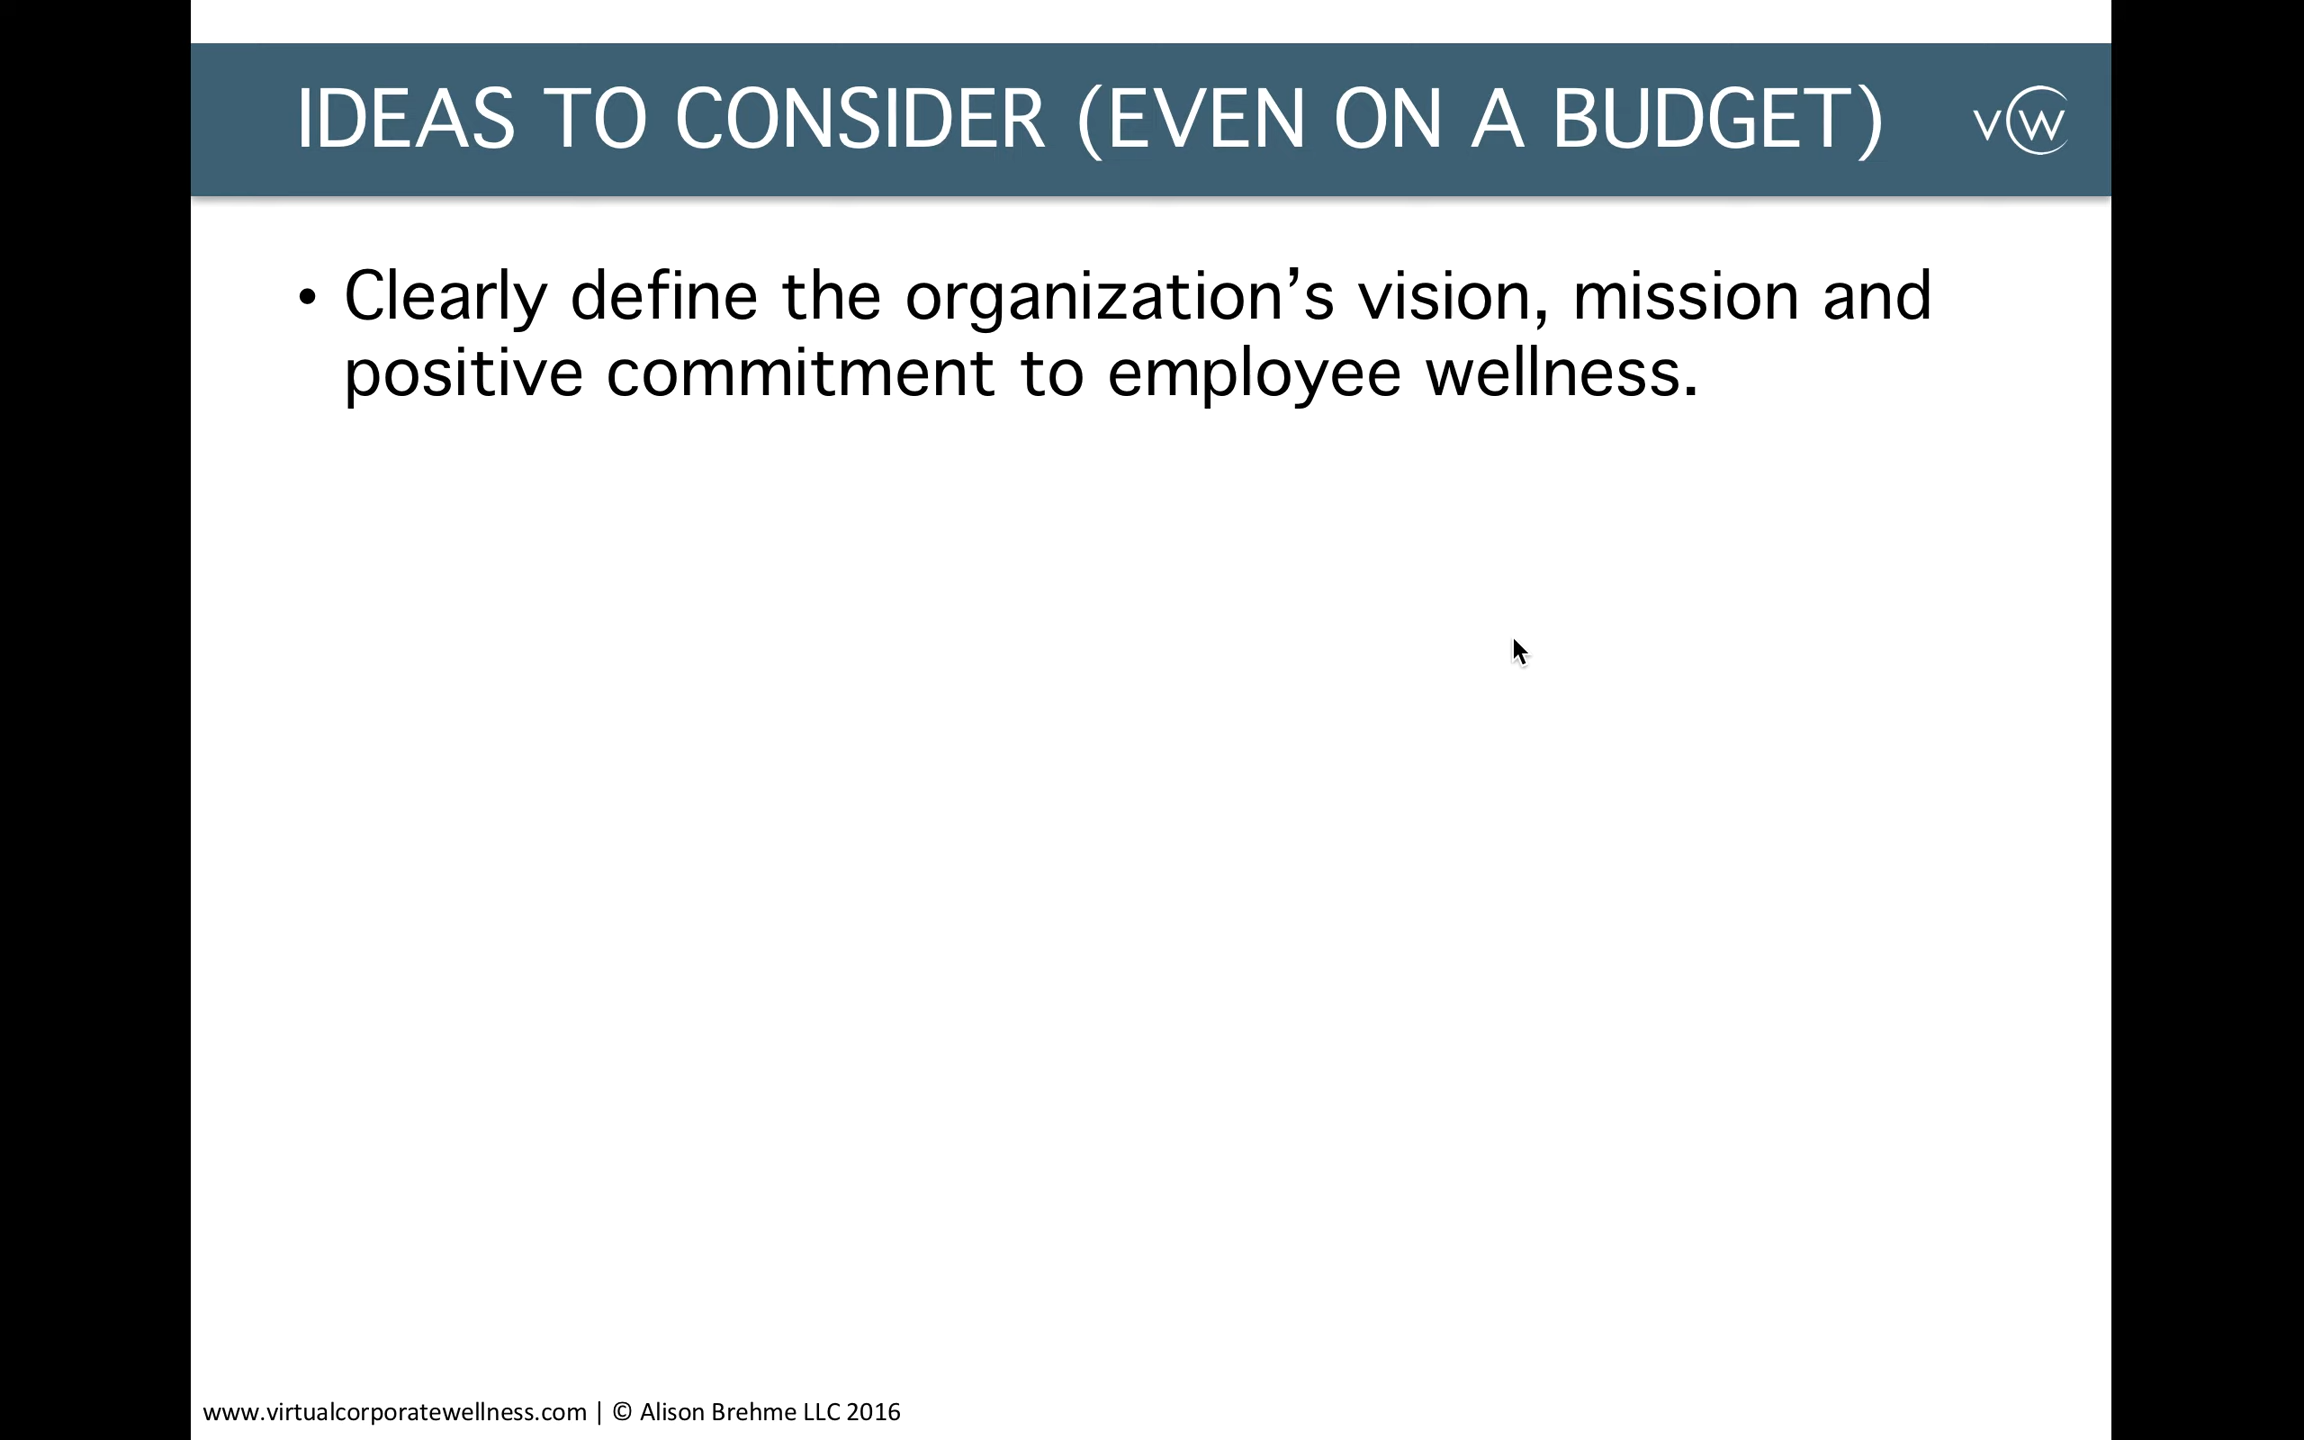 IDEAS TO CONSIDER (EVEN ON A BUDGET)
VCW
• Clearly define the organization’s vision, mission and
positive commitment to employee wellness.
www.virtualcorporatewellness.com | © Alison Brehme LLC 2016